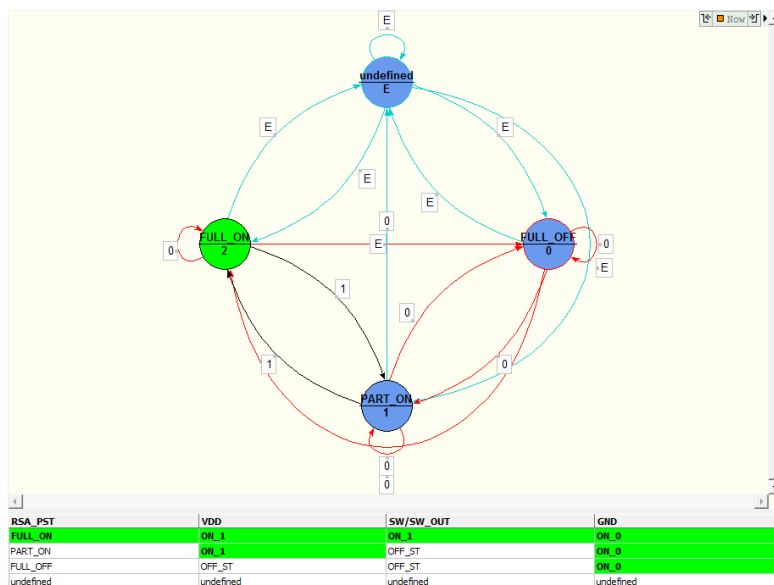 Now
E
undefined
E
E
E
E
E
0
FULL_ON
2
FULL_OFF
0
0
E
0
E
1
0
1
0
PART_ON
1
0
0
RSA_PST VDD SW/SW_OUT GND
FULL_ON ON_1 ON_1 ON_0
PART_ON ON_1 OFF_ST ON_0
FULL_OFF OFF_ST OFF_ST ON_0
undefined undefined undefined undefined